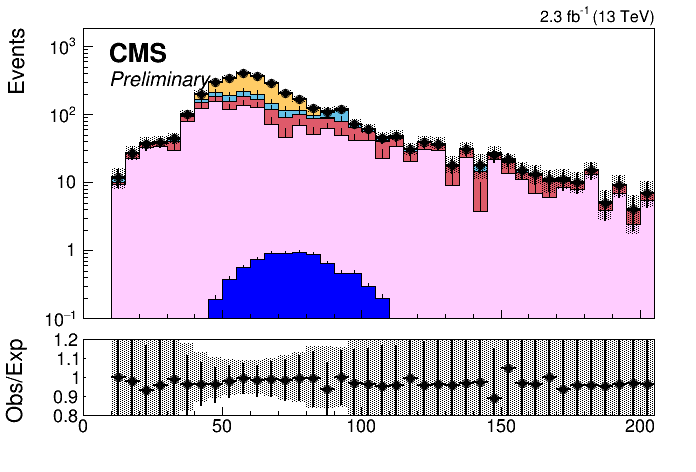 2.3 fb⁻¹ (13 TeV)
Events
CMS
Preliminary
10³
10²
10
1
10⁻¹
Obs/Exp
1.2
1.1
1
0.9
0.8
0 50 100 150 200